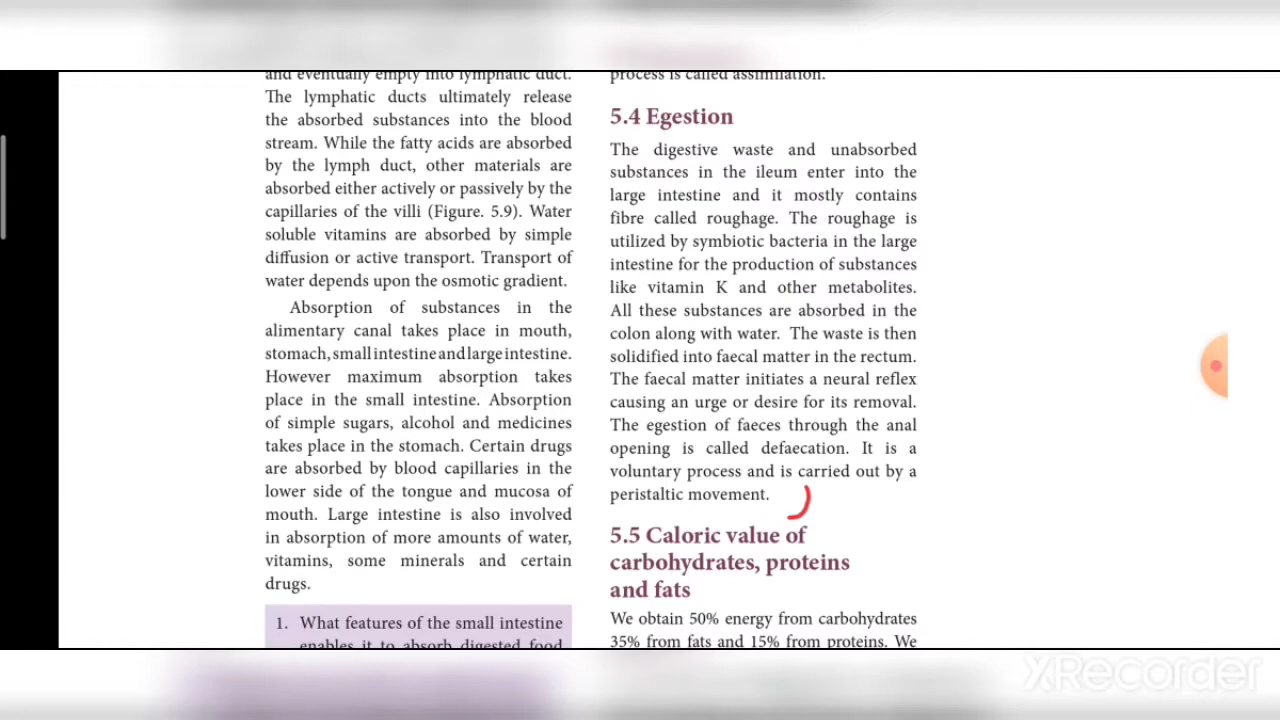 and eventually empty into lymphatic duct.
The lymphatic ducts ultimately release
the absorbed substances into the blood
stream. While the fatty acids are absorbed
by the lymph duct, other materials are
absorbed either actively or passively by the
capillaries of the villi (Figure. 5.9). Water
soluble vitamins are absorbed by simple
diffusion or active transport. Transport of
water depends upon the osmotic gradient.
Absorption of substances in the
alimentary canal takes place in mouth,
stomach, small intestine and large intestine.
However maximum absorption takes
place in the small intestine. Absorption
of simple sugars, alcohol and medicines
takes place in the stomach. Certain drugs
are absorbed by blood capillaries in the
lower side of the tongue and mucosa of
mouth. Large intestine is also involved
in absorption of more amounts of water,
vitamins, some minerals and certain
drugs.
1. What features of the small intestine
enables it to absorb digested food
process is called assimilation.
5.4 Egestion
The digestive waste and unabsorbed
substances in the ileum enter into the
large intestine and it mostly contains
fibre called roughage. The roughage is
utilized by symbiotic bacteria in the large
intestine for the production of substances
like vitamin K and other metabolites.
All these substances are absorbed in the
colon along with water. The waste is then
solidified into faecal matter in the rectum.
The faecal matter initiates a neural reflex
causing an urge or desire for its removal.
The egestion of faeces through the anal
opening is called defaecation. It is a
voluntary process and is carried out by a
peristaltic movement.
5.5 Caloric value of
carbohydrates, proteins
and fats
We obtain 50% energy from carbohydrates
35% from fats and 15% from proteins. We
XRecorder